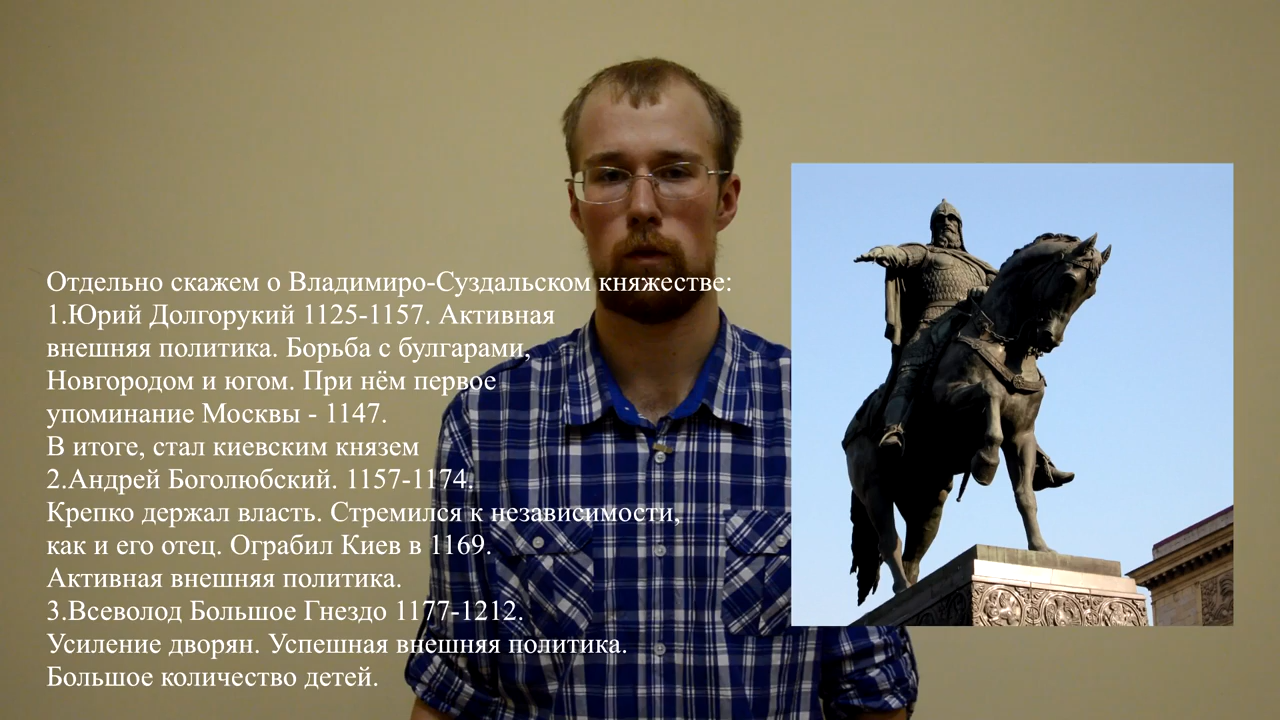 Отдельно скажем о Владимиро-Суздальском княжестве:
1.Юрий Долгорукий 1125-1157. Активная
внешняя политика. Борьба с булгарами,
Новгородом и югом. При нём первое
упоминание Москвы - 1147.
В итоге, стал киевским князем
2.Андрей Боголюбский. 1157-1174.
Крепко держал власть. Стремился к независимости,
как и его отец. Ограбил Киев в 1169.
Активная внешняя политика.
3.Всеволод Большое Гнездо 1177-1212.
Усиление дворян. Успешная внешняя политика.
Большое количество детей.